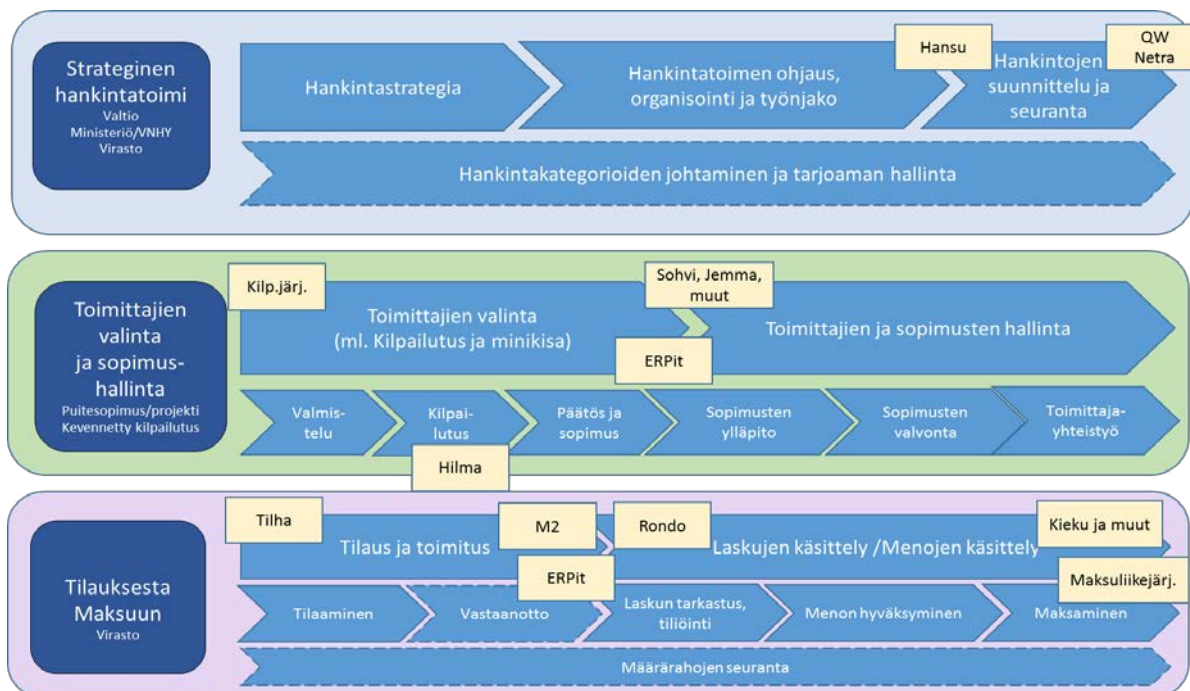 Strateginen
hankintatoimi
Valtio
Ministeriö/VNHY
Virasto
Hankintastrategia
Hankintatoimen ohjaus,
organisointi ja työnjako
Hansu
Hankintojen
suunnittelu ja
seuranta
QW
Netra
Hankintakategorioiden johtaminen ja tarjoaman hallinta
Toimittajien
valinta
ja sopimus-
hallinta
Puitesopimus/projekti
Kevennetty kilpailutus
Kilp.järj.
Toimittajien valinta
(ml. Kilpailutus ja minikisa)
Sohvi, Jemma,
muut
ERPit
Toimittajien ja sopimusten hallinta
Valmis-
telu
Kilpai-
lutus
Päätös ja
sopimus
Sopimusten
ylläpito
Sopimusten
valvonta
Toimittaja-
yhteistyö
Hilma
Tilauksesta
Maksuun
Virasto
Tilha
Tilaus ja toimitus
M2
ERPit
Rondo
Laskujen käsittely /Menojen käsittely
Kieku ja muut
Maksuliikejärj.
Tilaaminen
Vastaanotto
Laskun tarkastus,
tiliöinti
Menon hyväksyminen
Maksaminen
Määrärahojen seuranta